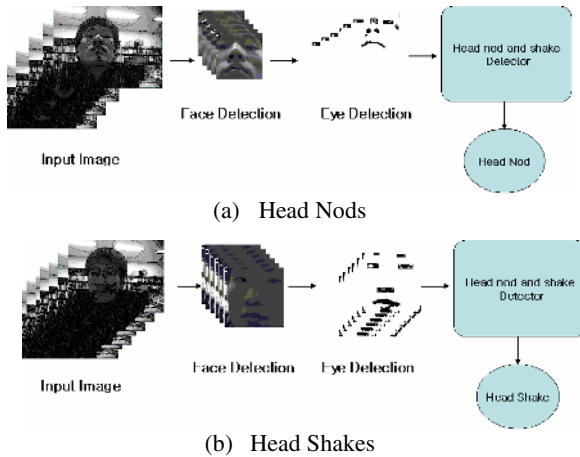 Face Detection
Eye Detection
Input Image
Head nod and shake
Detector
Head Nod
(a) Head Nods
Face Detection
Eye Detection
Input Image
Head nod and shake
Detector
Head Shake
(b) Head Shakes